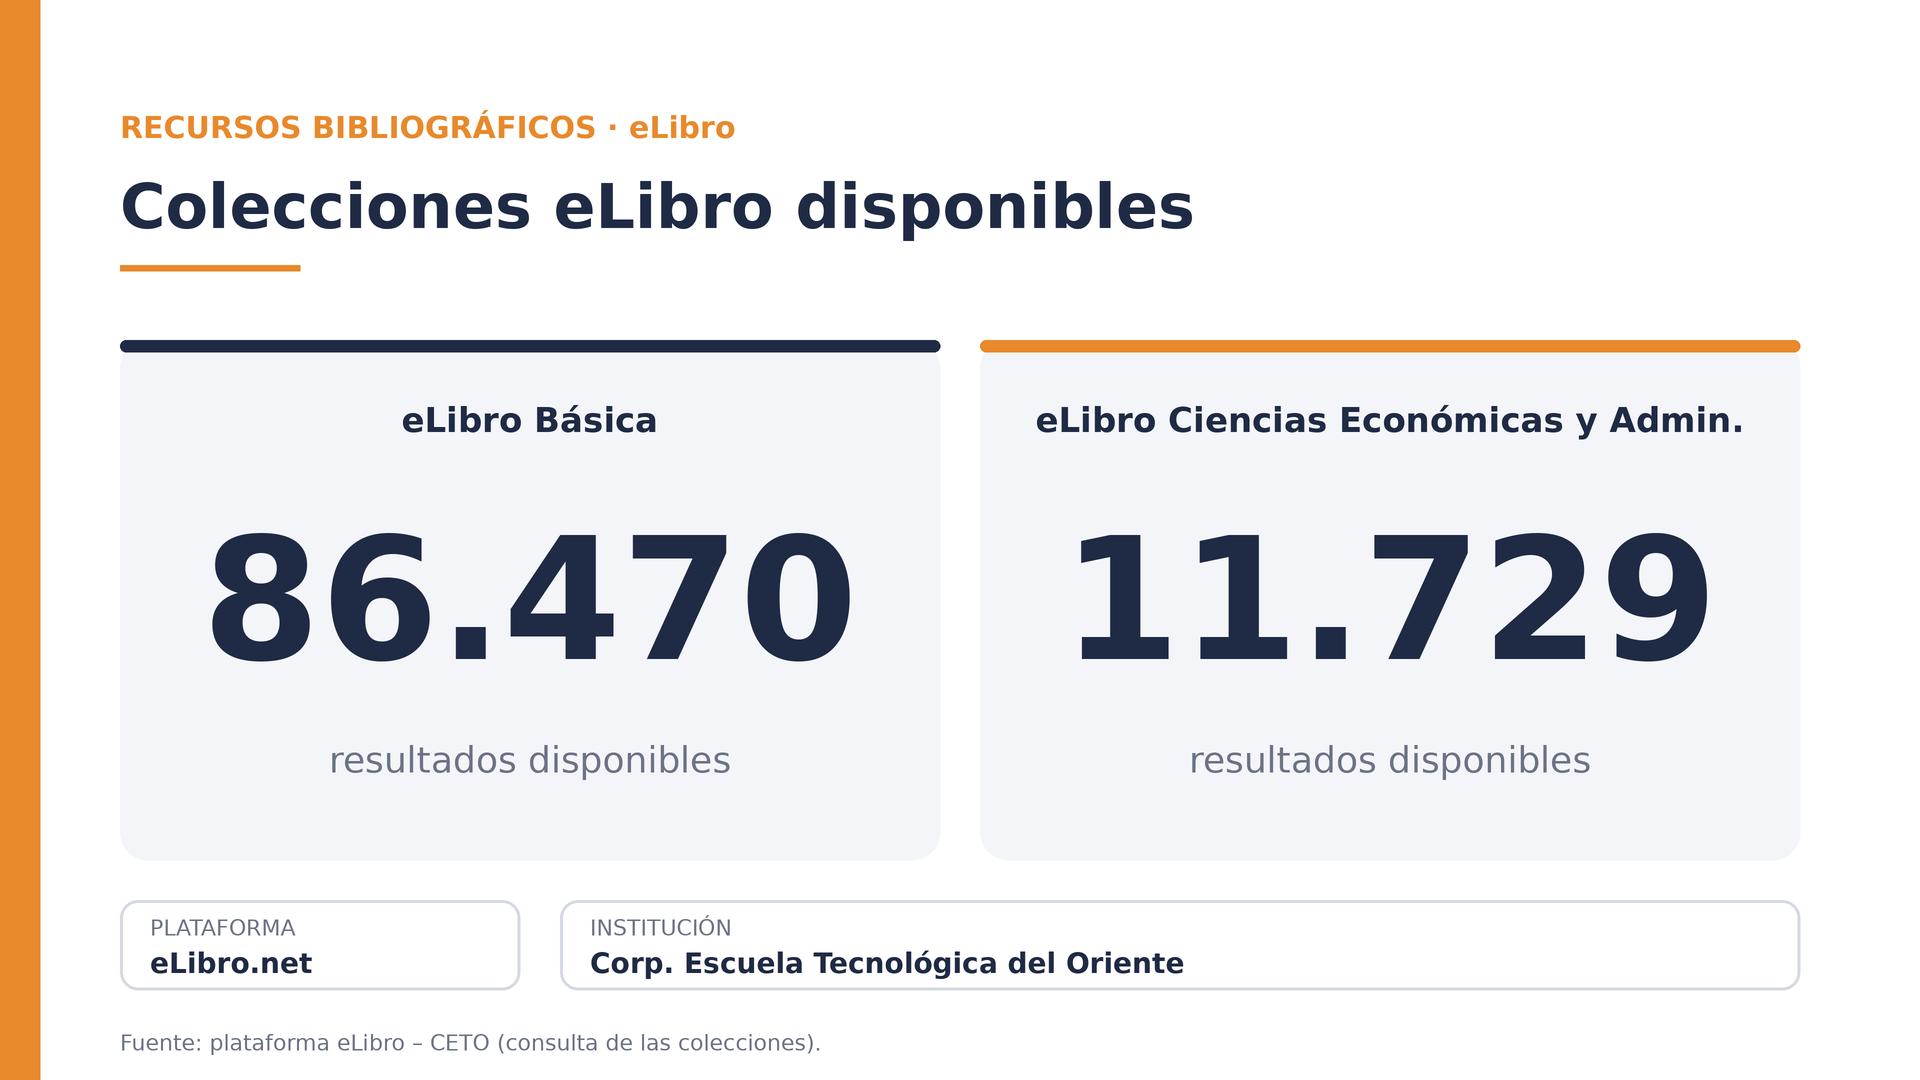 RECURSOS BIBLIOGRÁFICOS · eLibro
Colecciones eLibro disponibles
eLibro Básica
86.470
resultados disponibles
eLibro Ciencias Económicas y Admin.
11.729
resultados disponibles
PLATAFORMA
eLibro.net
INSTITUCIÓN
Corp. Escuela Tecnológica del Oriente
Fuente: plataforma eLibro – CETO (consulta de las colecciones).